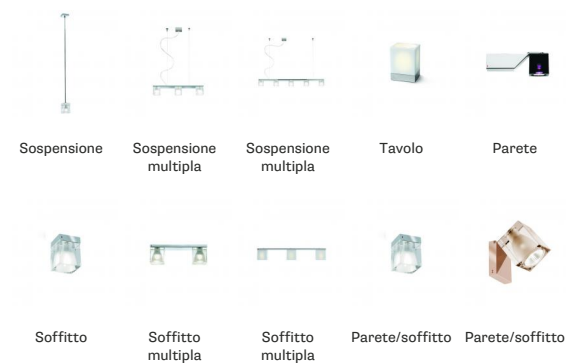 Sospensione
Sospensione
multipla
Sospensione
multipla
Tavolo
Parete
Soffitto
Soffitto
multipla
Soffitto
multipla
Parete/soffitto
Parete/soffitto